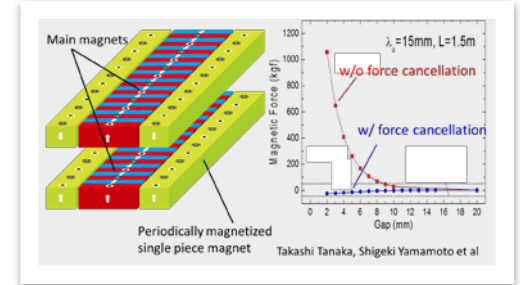 Main magnets
Periodically magnetized
single piece magnet
λu=15mm, L=1.5m
w/o force cancellation
w/ force cancellation
Magnetic Force (kgf)
1200
1000
800
600
400
200
0
0 2 4 6 8 10 12 14 16 18 20
Gap (mm)
Takashi Tanaka, Shigeki Yamamoto et al